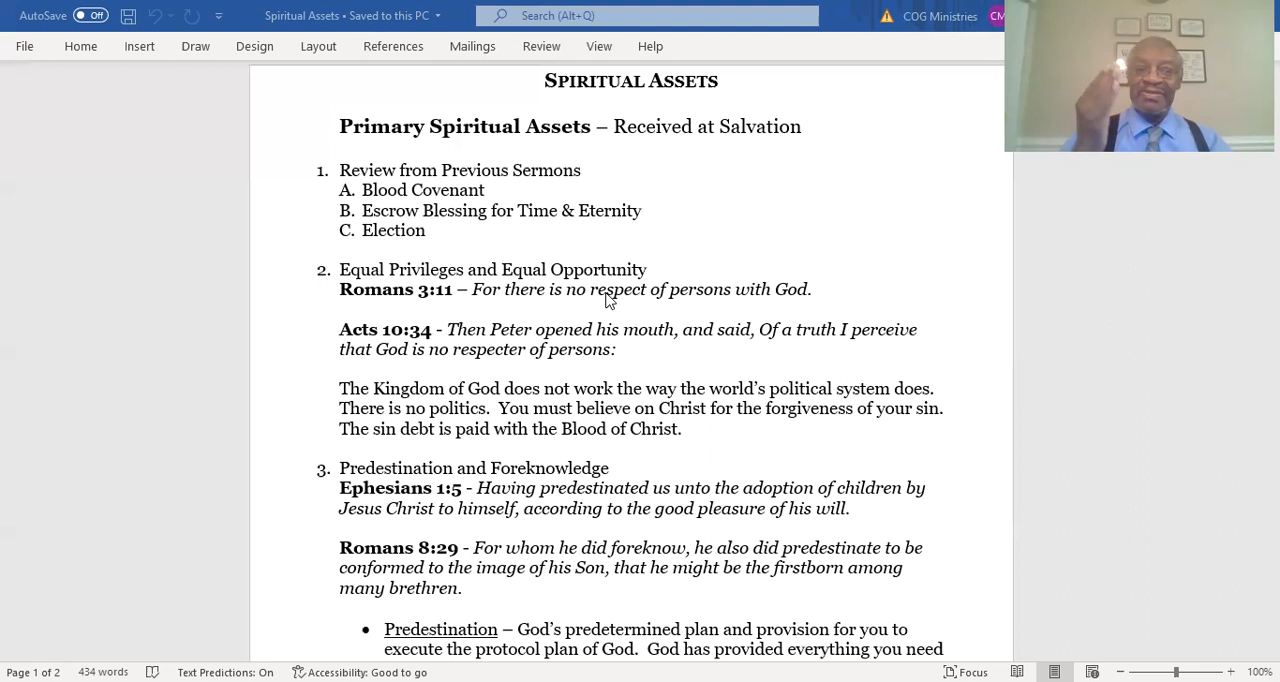 AutoSave Off Spiritual Assets • Saved to this PC Search (Alt+Q) COG Ministries CM
File Home Insert Draw Design Layout References Mailings Review View Help
SPIRITUAL ASSETS
Primary Spiritual Assets – Received at Salvation
1. Review from Previous Sermons
A. Blood Covenant
B. Escrow Blessing for Time & Eternity
C. Election
2. Equal Privileges and Equal Opportunity
Romans 3:11 – For there is no respect of persons with God.
Acts 10:34 - Then Peter opened his mouth, and said, Of a truth I perceive
that God is no respecter of persons:
The Kingdom of God does not work the way the world's political system does.
There is no politics. You must believe on Christ for the forgiveness of your sin.
The sin debt is paid with the Blood of Christ.
3. Predestination and Foreknowledge
Ephesians 1:5 - Having predestinated us unto the adoption of children by
Jesus Christ to himself, according to the good pleasure of his will.
Romans 8:29 - For whom he did foreknow, he also did predestinate to be
conformed to the image of his Son, that he might be the firstborn among
many brethren.
• Predestination – God's predetermined plan and provision for you to
execute the protocol plan of God. God has provided everything you need
Page 1 of 2 434 words Text Predictions: On Accessibility: Good to go Focus 100%